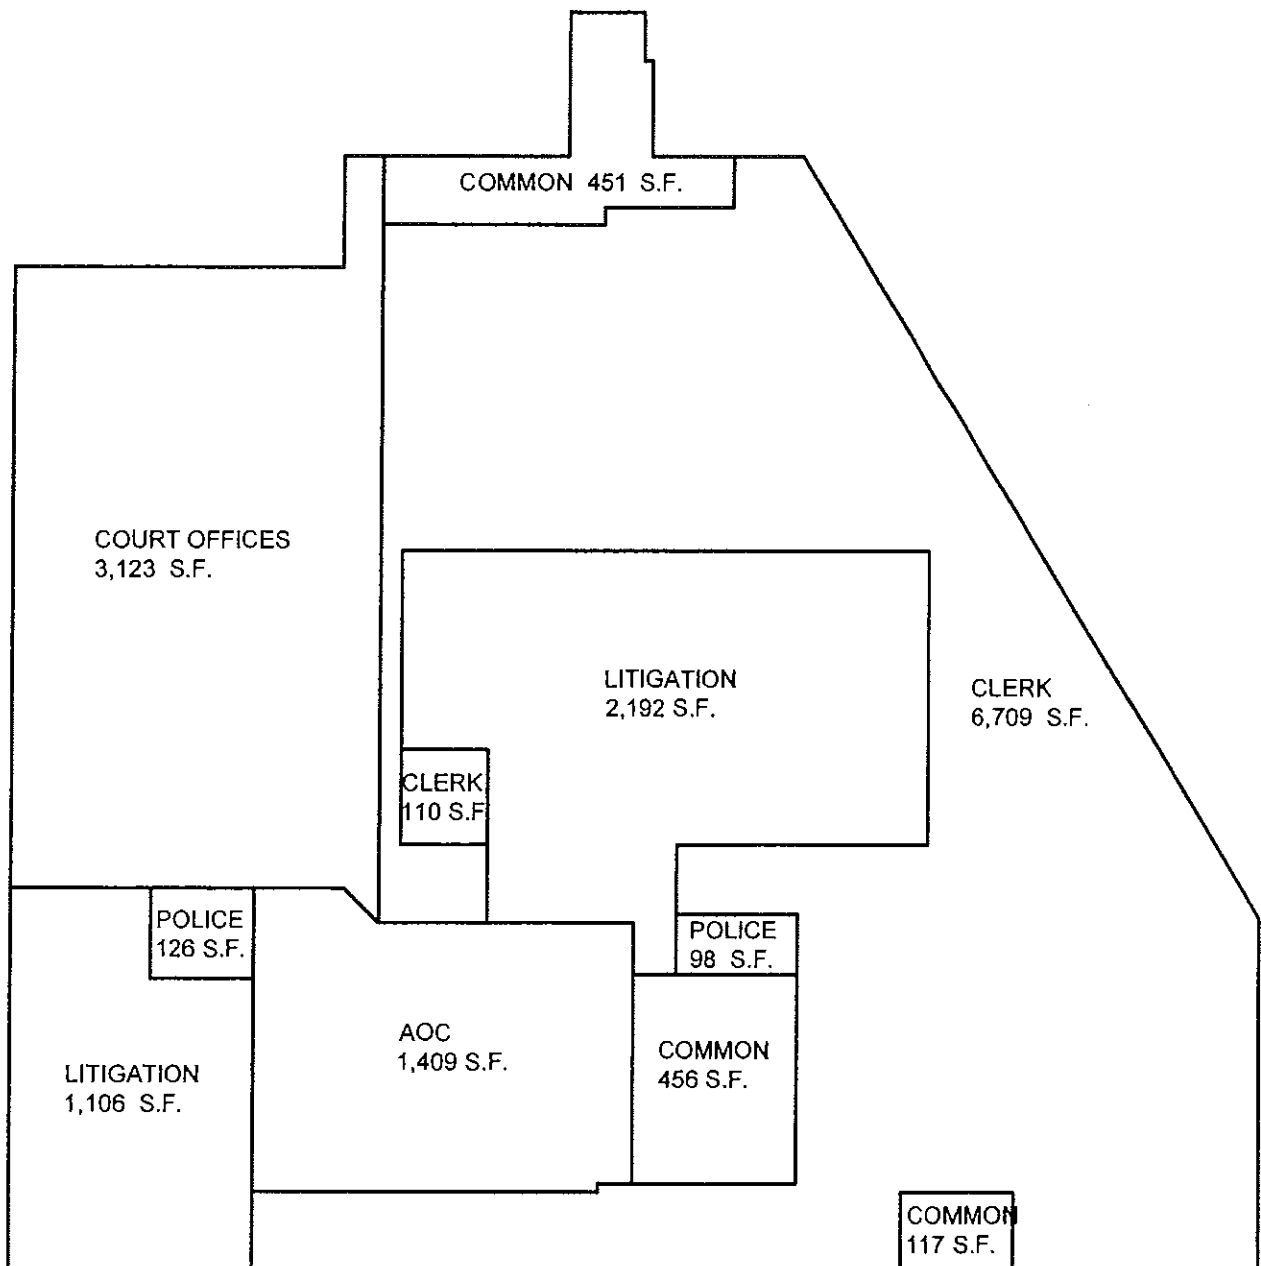 COMMON 451 S.F.
COURT OFFICES
3,123 S.F.
LITIGATION
2,192 S.F.
CLERK
6,709 S.F.
CLERK
110 S.F
POLICE
126 S.F.
POLICE
98 S.F.
AOC
1,409 S.F.
COMMON
456 S.F.
LITIGATION
1,106 S.F.
COMMON
117 S.F.